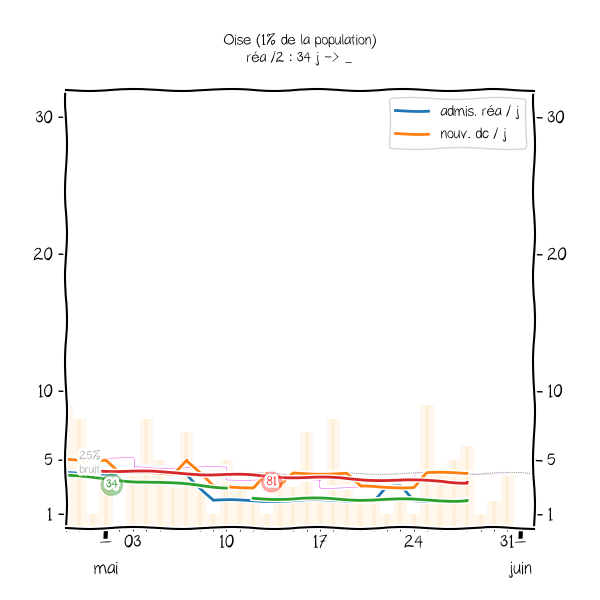 Oise (1% de la population)
réa /2 : 34 j -> _
admis. réa / j
nouv. dc / j
30
30
20
20
10
10
5
5
1
1
25%
bruit
34
81
03
10
17
24
31
mai
juin